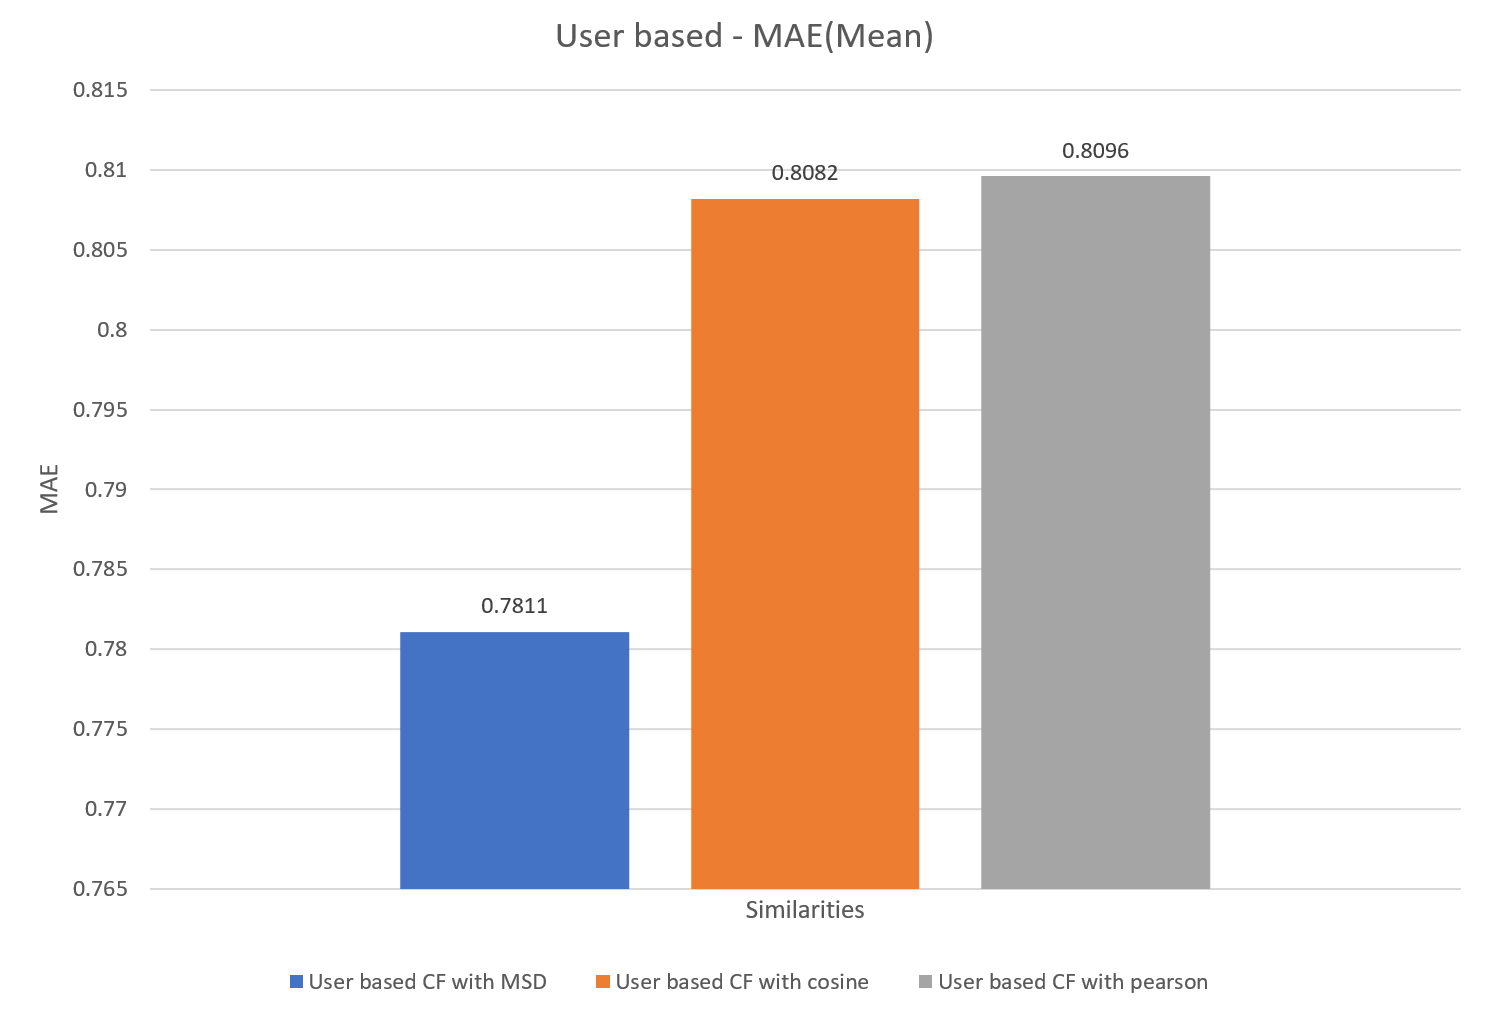 User based - MAE(Mean)
0.815
0.81
0.805
0.8
0.795
0.79
0.785
0.78
0.775
0.77
0.765
MAE
0.7811
0.8082
0.8096
Similarities
User based CF with MSD
User based CF with cosine
User based CF with pearson